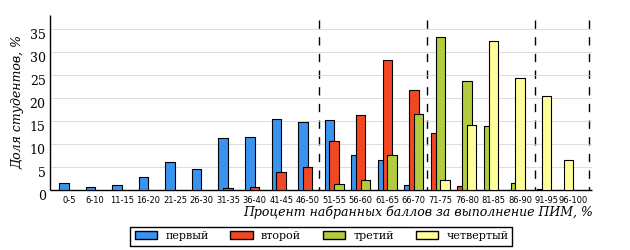 Доля студентов, %
35
30
25
20
15
10
5
0
0-5 6-10 11-15 16-20 21-25 26-30 31-35 36-40 41-45 46-50 51-55 56-60 61-65 66-70 71-75 76-80 81-85 86-90 91-95 96-100
Процент набранных баллов за выполнение ПИМ, %
первый второй третий четвертый